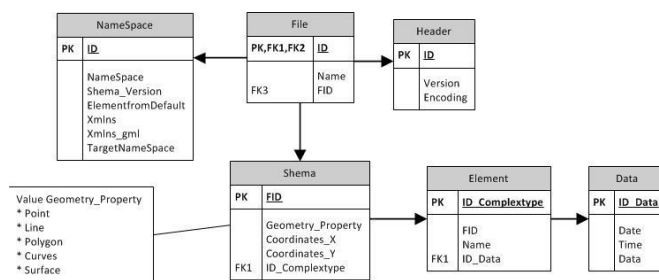 NameSpace
PK ID
NameSpace
Shema_Version
ElementfromDefault
Xmlns
Xmlns_gml
TargetNameSpace
File
PK,FK1,FK2 ID
Name
FK3 FID
Header
PK ID
Version
Encoding
Value Geometry_Property
* Point
* Line
* Polygon
* Curves
* Surface
Shema
PK FID
Geometry_Property
Coordinates_X
Coordinates_Y
FK1 ID_Complextype
Element
PK ID_Complextype
FID
Name
FK1 ID_Data
Data
PK ID_Data
Date
Time
Data